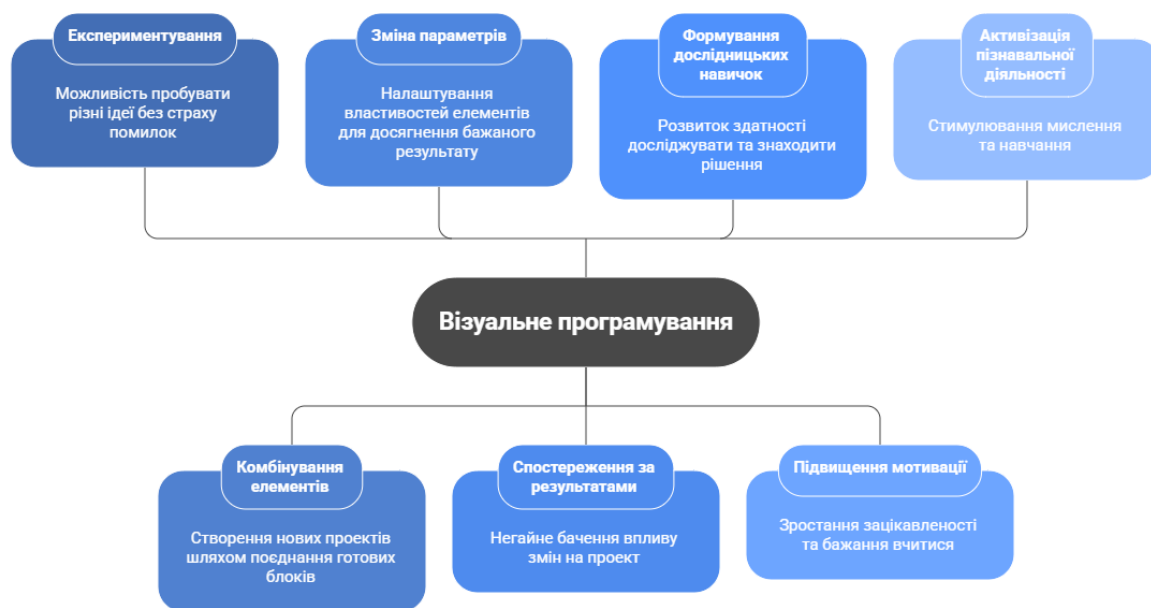 Експериментування
Можливість пробувати
різні ідеї без страху
помилок
Зміна параметрів
Налаштування
властивостей елементів
для досягнення бажаного
результату
Формування
дослідницьких
навичок
Розвиток здатності
досліджувати та знаходити
рішення
Активізація
пізнавальної
діяльності
Стимулювання мислення
та навчання
Візуальне програмування
Комбінування
елементів
Створення нових проектів
шляхом поєднання готових
блоків
Спостереження за
результатами
Негайне бачення впливу
змін на проект
Підвищення мотивації
Зростання зацікавленості
та бажання вчитися